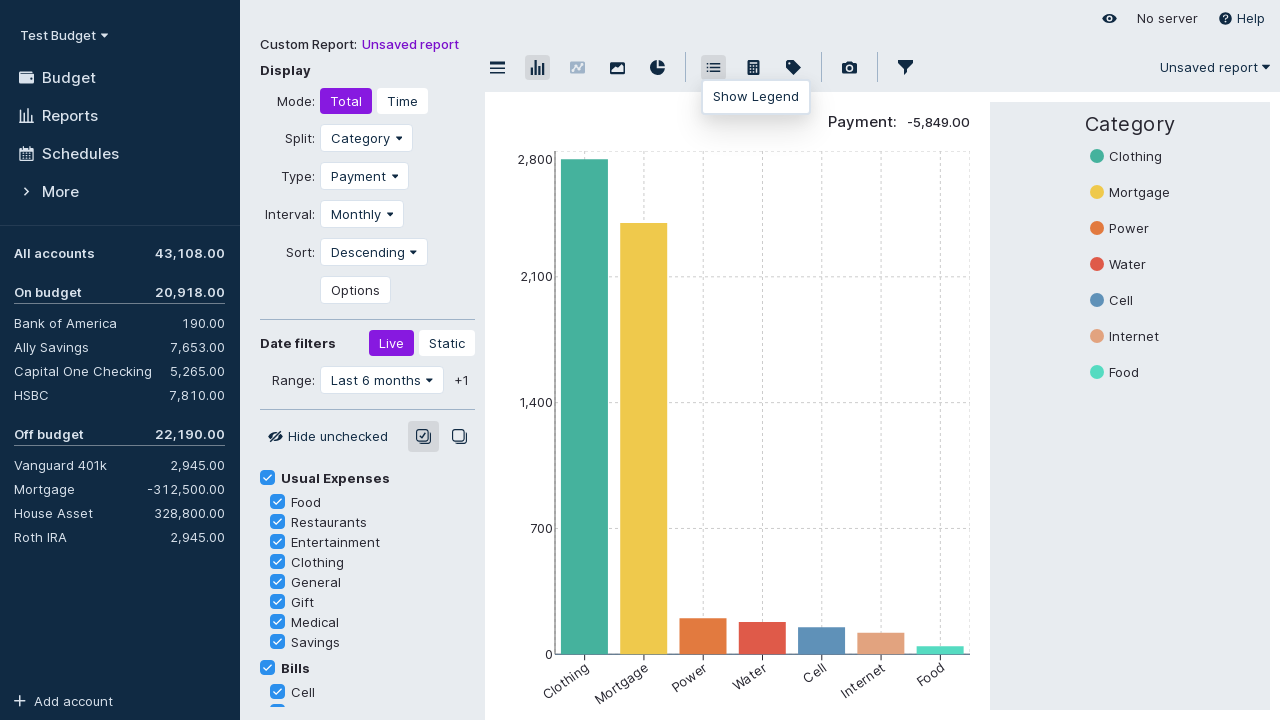 Test Budget
Budget
Reports
Schedules
More
All accounts 43,108.00
On budget 20,918.00
Bank of America 190.00
Ally Savings 7,653.00
Capital One Checking 5,265.00
HSBC 7,810.00
Off budget 22,190.00
Vanguard 401k 2,945.00
Mortgage -312,500.00
House Asset 328,800.00
Roth IRA 2,945.00
Add account
No server Help
Custom Report: Unsaved report
Display
Mode: Total Time
Split: Category
Type: Payment
Interval: Monthly
Sort: Descending
Options
Date filters Live Static
Range: Last 6 months +1
Hide unchecked
Usual Expenses
Food
Restaurants
Entertainment
Clothing
General
Gift
Medical
Savings
Bills
Cell
Unsaved report
Show Legend
Payment: -5,849.00
2,800
2,100
1,400
700
0
Clothing Mortgage Power Water Cell Internet Food
Category
Clothing
Mortgage
Power
Water
Cell
Internet
Food